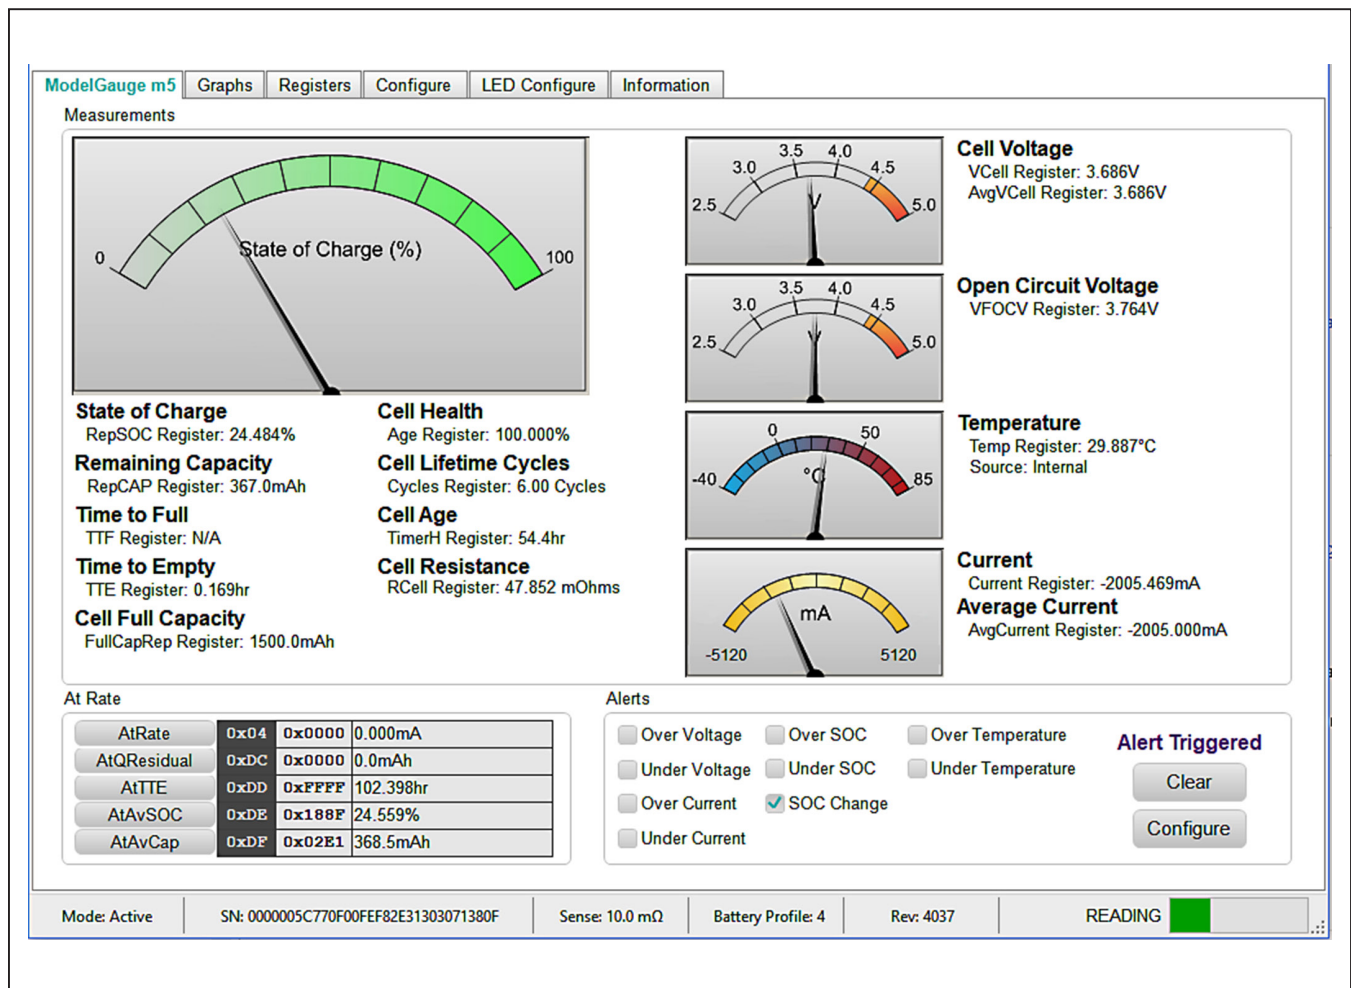 ModelGauge m5 Graphs Registers Configure LED Configure Information
Measurements
0 State of Charge (%) 100
State of Charge
RepSOC Register: 24.484%
Remaining Capacity
RepCAP Register: 367.0mAh
Time to Full
TTF Register: N/A
Time to Empty
TTE Register: 0.169hr
Cell Full Capacity
FullCapRep Register: 1500.0mAh
Cell Health
Age Register: 100.000%
Cell Lifetime Cycles
Cycles Register: 6.00 Cycles
Cell Age
TimerH Register: 54.4hr
Cell Resistance
RCell Register: 47.852 mOhms
2.5 3.0 3.5 4.0 4.5 5.0
V
Cell Voltage
VCell Register: 3.686V
AvgVCell Register: 3.686V
2.5 3.0 3.5 4.0 4.5 5.0
V
Open Circuit Voltage
VFOCV Register: 3.764V
-40 0 50 85
°C
Temperature
Temp Register: 29.887°C
Source: Internal
mA
-5120 5120
Current
Current Register: -2005.469mA
Average Current
AvgCurrent Register: -2005.000mA
At Rate
AtRate 0x04 0x0000 0.000mA
AtQResidual 0xDC 0x0000 0.0mAh
AtTTE 0xDD 0xFFFF 102.398hr
AtAvSOC 0xDE 0x188F 24.559%
AtAvCap 0xDF 0x02E1 368.5mAh
Alerts
Over Voltage Over SOC Over Temperature
Under Voltage Under SOC Under Temperature
Over Current SOC Change
Under Current
Alert Triggered
Clear
Configure
Mode: Active SN: 0000005C770F00FEF82E31303071380F Sense: 10.0 mΩ Battery Profile: 4 Rev: 4037 READING